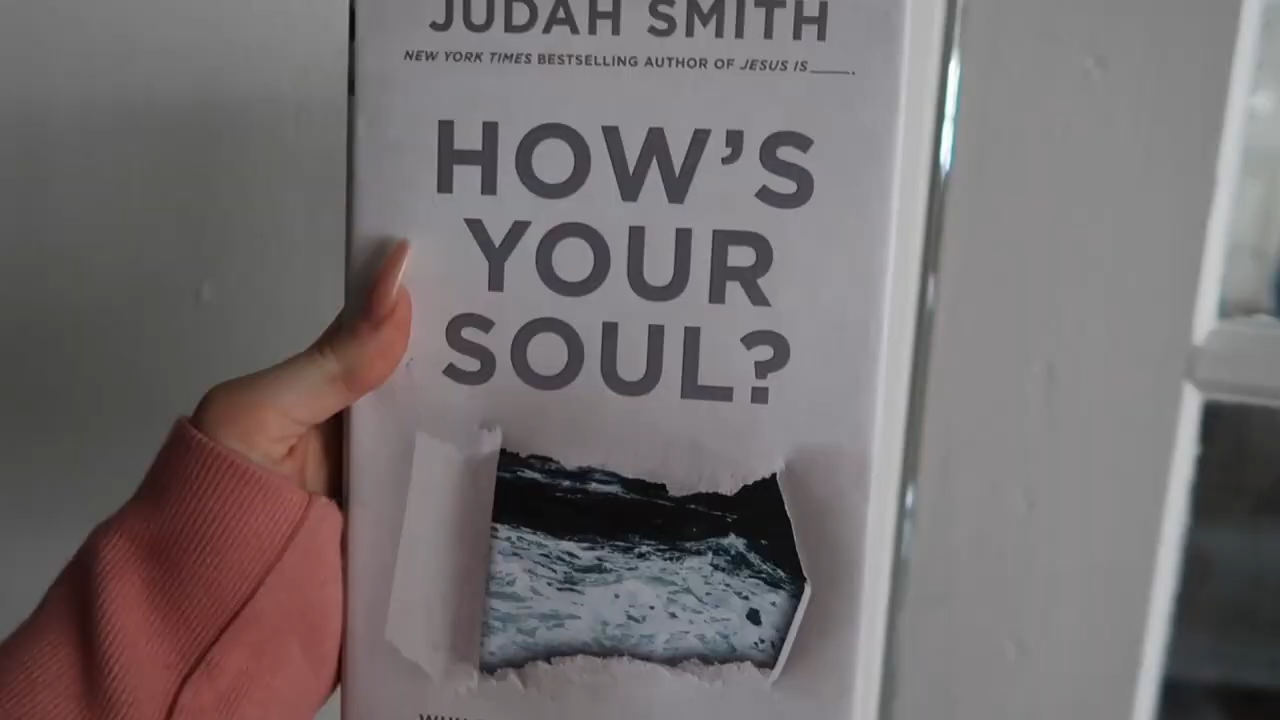 JUDAH SMITH
NEW YORK TIMES BESTSELLING AUTHOR OF JESUS IS ____.
HOW'S
YOUR
SOUL?